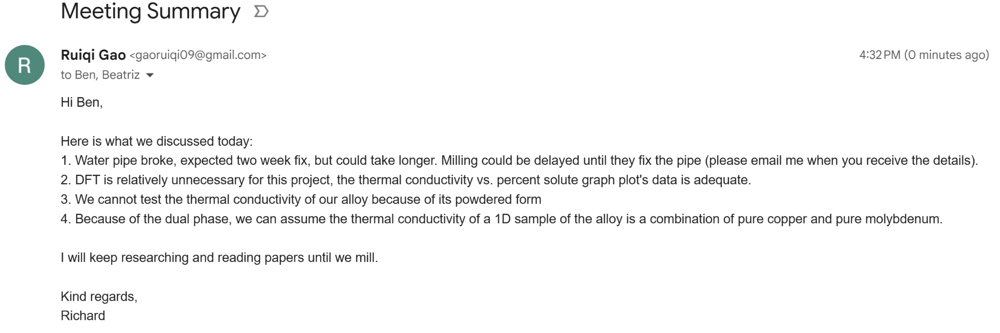 Meeting Summary
Ruiqi Gao <gaoruiqi09@gmail.com>
4:32 PM (0 minutes ago)
R
to Ben, Beatriz
Hi Ben,
Here is what we discussed today:
1. Water pipe broke, expected two week fix, but could take longer. Milling could be delayed until they fix the pipe (please email me when you receive the details).
2. DFT is relatively unnecessary for this project, the thermal conductivity vs. percent solute graph plot's data is adequate.
3. We cannot test the thermal conductivity of our alloy because of its powdered form
4. Because of the dual phase, we can assume the thermal conductivity of a 1D sample of the alloy is a combination of pure copper and pure molybdenum.
I will keep researching and reading papers until we mill.
Kind regards,
Richard